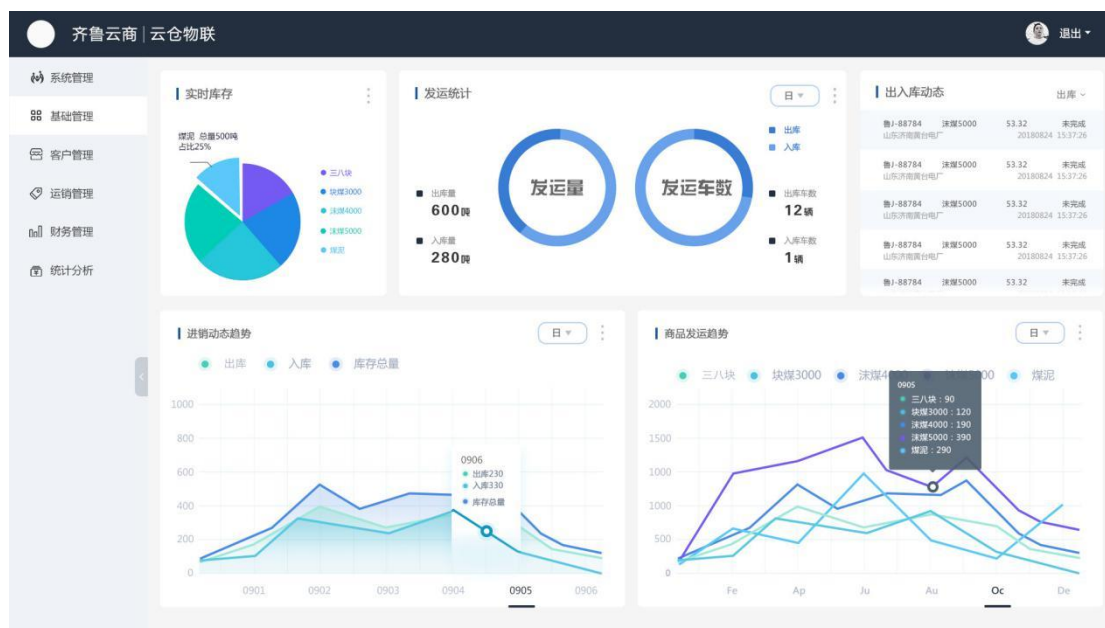 齐鲁云商|云仓物联
退出
系统管理
基础管理
客户管理
运销管理
财务管理
统计分析
实时库存
煤泥 总量500吨
占比25%
三八块
块煤3000
沫煤4000
沫煤5000
煤泥
发运统计
日
出库
入库
发运量
发运车数
出库量
600吨
入库量
280吨
出库车数
12辆
入库车数
1辆
出入库动态
出库
鲁J-88784 沫煤5000 53.32 未完成
山东济南黄台电厂 20180824 15:37:26
鲁J-88784 沫煤5000 53.32 未完成
山东济南黄台电厂 20180824 15:37:26
鲁J-88784 沫煤5000 53.32 未完成
山东济南黄台电厂 20180824 15:37:26
鲁J-88784 沫煤5000 53.32 未完成
山东济南黄台电厂 20180824 15:37:26
鲁J-88784 沫煤5000 53.32 未完成
进销动态趋势
日
出库 入库 库存总量
1000
800
600
400
200
0
0906
出库230
入库330
库存总量
0901 0902 0903 0904 0905 0906
商品发运趋势
日
三八块 块煤3000 沫煤4 00 煤泥
2000
1500
1000
1000
500
0
0905
三八块：90
块煤3000：120
沫煤4000：190
沫煤5000：390
煤泥：290
Fe Ap Ju Au Oc De